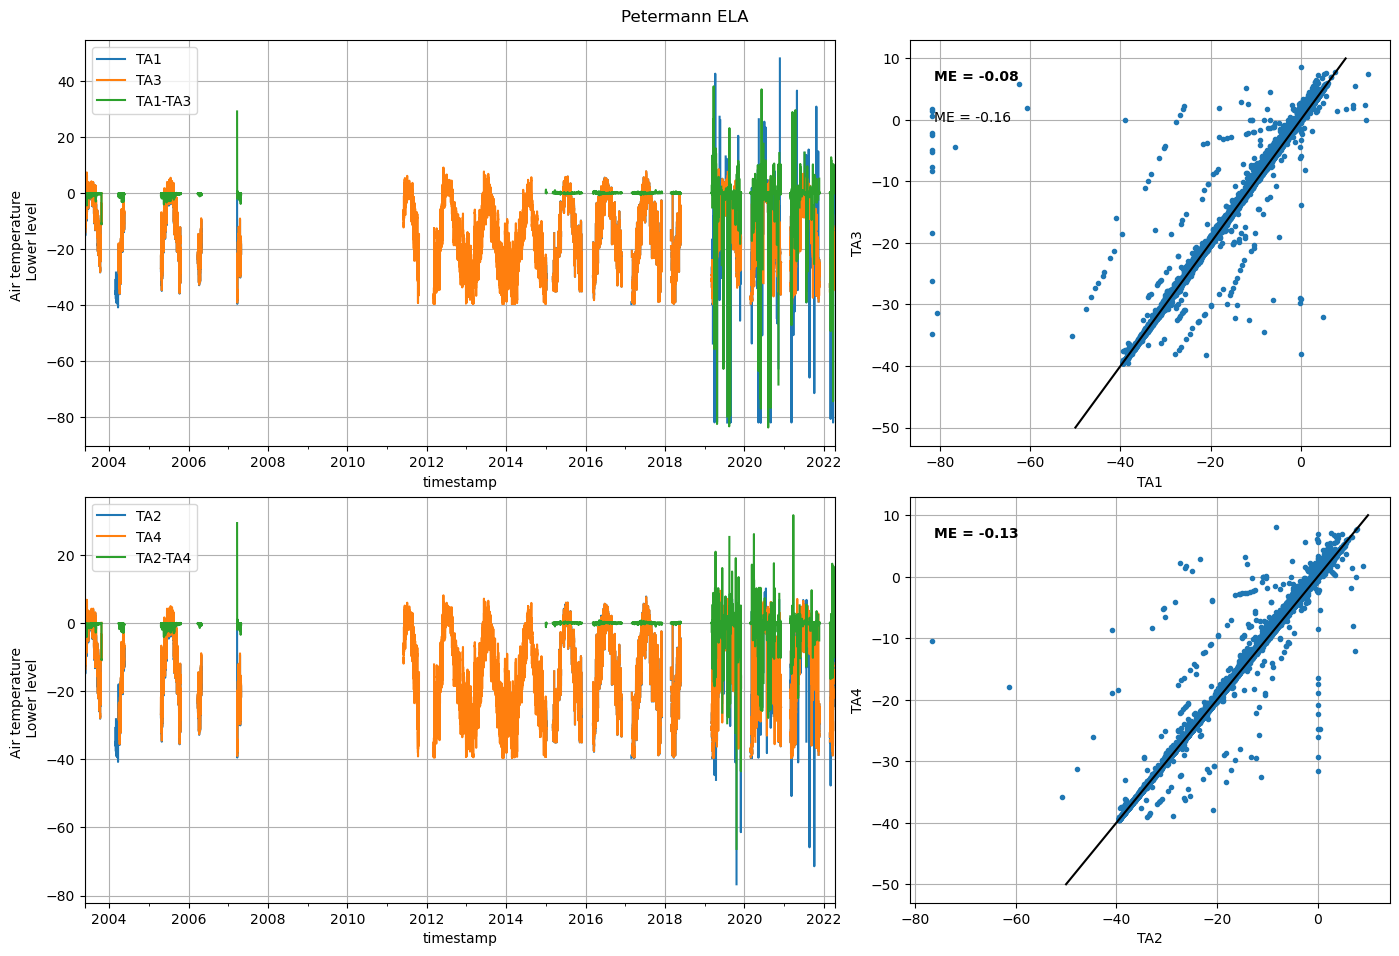 Petermann ELA
TA1
TA3
TA1-TA3
40
20
0
−20
−40
−60
−80
Air temperature
Lower level
2004
2006
2008
2010
2012
2014
2016
2018
2020
2022
timestamp
ME = -0.08
ME = -0.16
10
0
−10
−20
−30
−40
−50
TA3
−80
−60
−40
−20
0
TA1
TA2
TA4
TA2-TA4
20
0
−20
−40
−60
−80
Air temperature
Lower level
2004
2006
2008
2010
2012
2014
2016
2018
2020
2022
timestamp
ME = -0.13
10
0
−10
−20
−30
−40
−50
TA4
−80
−60
−40
−20
0
TA2